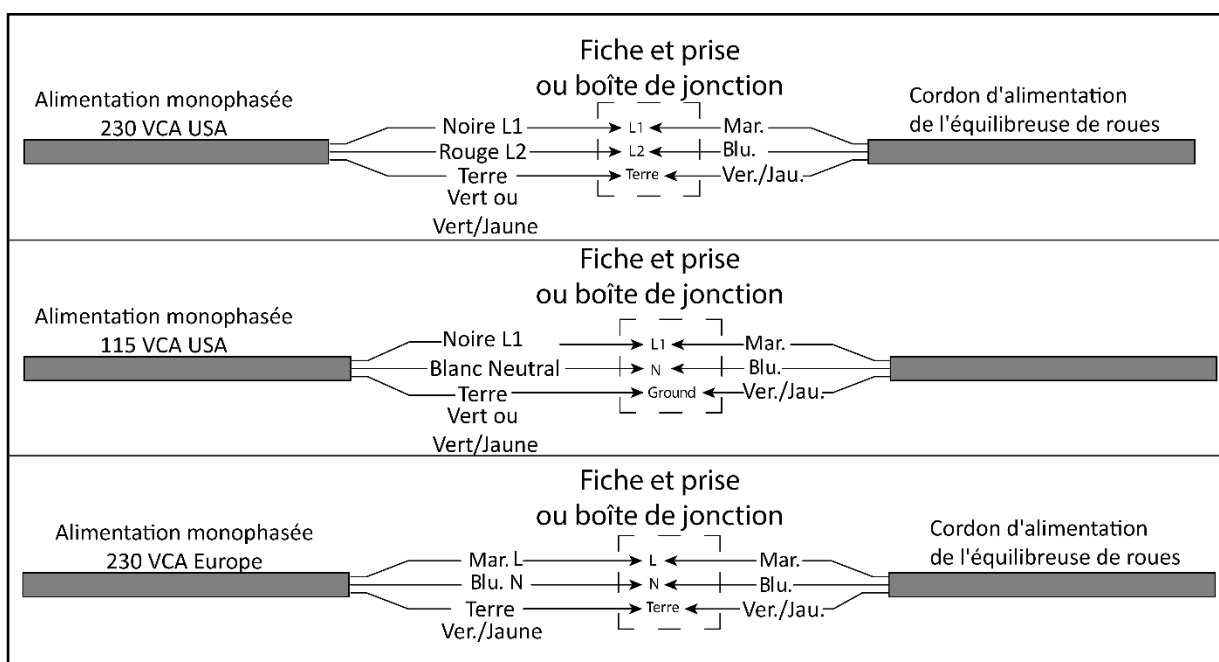 Fiche et prise
ou boîte de jonction
Alimentation monophasée
230 VCA USA
Cordon d'alimentation
de l'équilibreuse de roues
Noire L1 L1 Mar.
Rouge L2 L2 Blu.
Terre Terre Ver./Jau.
Vert ou
Vert/Jaune
Fiche et prise
ou boîte de jonction
Alimentation monophasée
115 VCA USA
Noire L1 L1 Mar.
Blanc Neutral N Blu.
Terre Ground Ver./Jau.
Vert ou
Vert/Jaune
Fiche et prise
ou boîte de jonction
Alimentation monophasée
230 VCA Europe
Cordon d'alimentation
de l'équilibreuse de roues
Mar. L L Mar.
Blu. N N Blu.
Terre Terre Ver./Jau.
Ver./Jaune